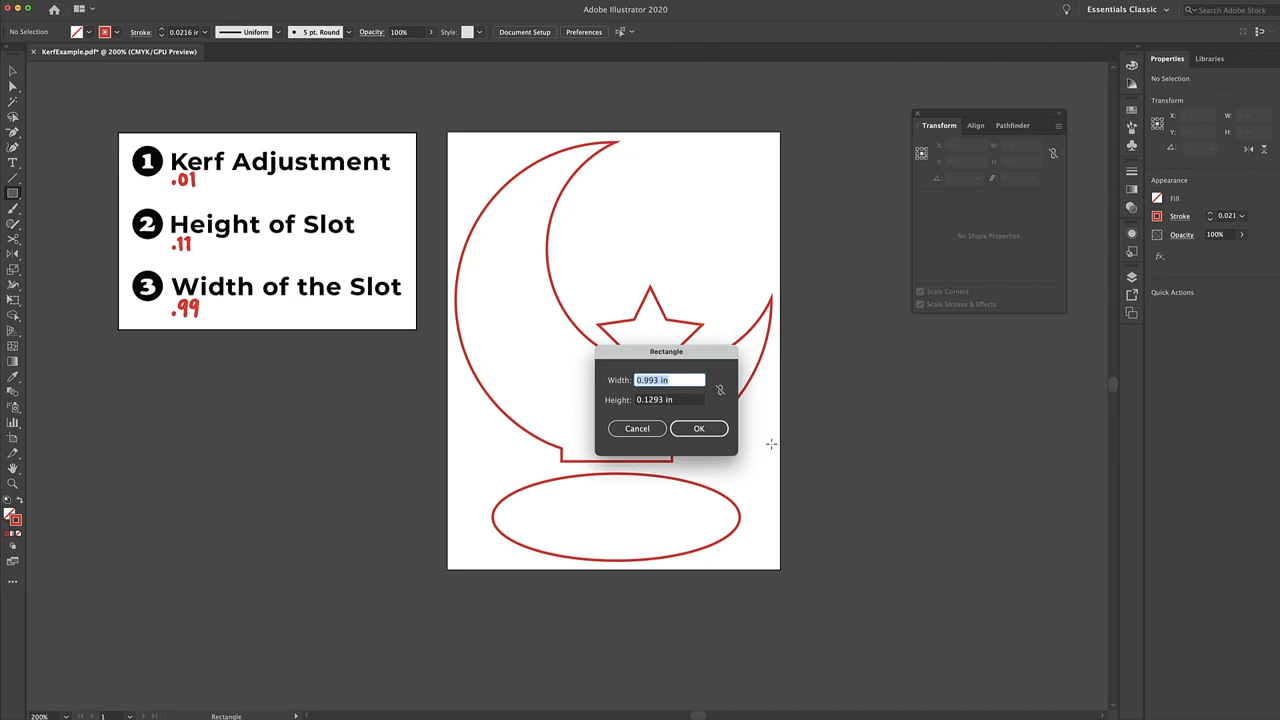 Adobe Illustrator 2020
Essentials Classic
Search Adobe Stock
No Selection
Stroke:
0.0216 in
Uniform
5 pt. Round
Opacity:
100%
Style:
Document Setup
Preferences
KerfExample.pdf* @ 200% (CMYK/GPU Preview)
1 Kerf Adjustment
.01
2 Height of Slot
.11
3 Width of the Slot
.99
Rectangle
Width: 0.993 in
Height: 0.1293 in
Cancel
OK
Transform
Align
Pathfinder
X:
W:
Y:
H:
No Shape Properties
Scale Corners
Scale Strokes & Effects
Properties
Libraries
No Selection
Transform
X:
W:
Y:
H:
Appearance
Fill
Stroke
0.021
Opacity
100%
fx.
Quick Actions
200%
1
Rectangle